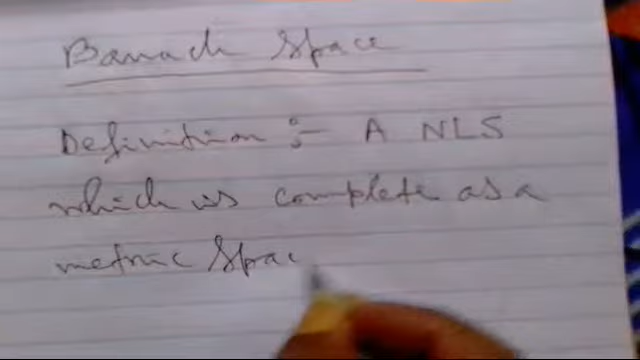 Banach Space
Definition :- A NLS
which is complete as a
metric Spac